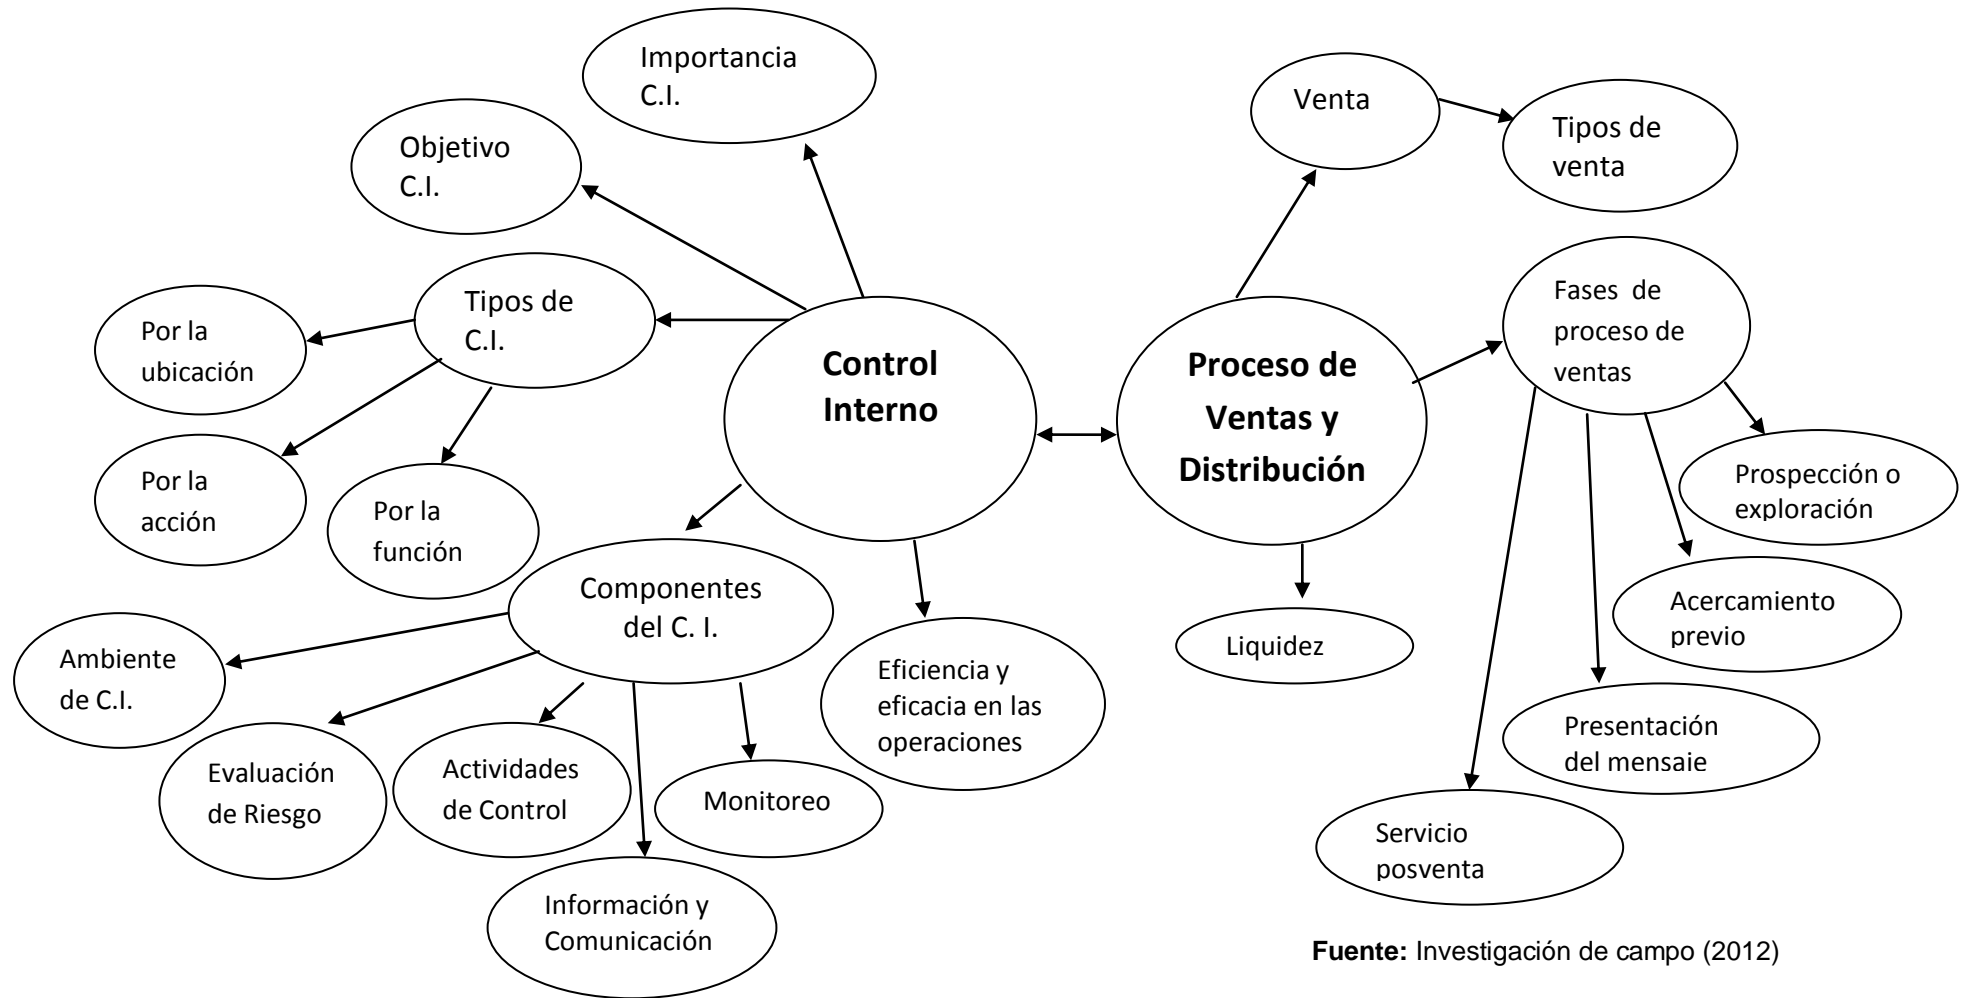 Importancia
C.I.
Objetivo
C.I.
Tipos de
C.I.
Por la
ubicación
Por la
acción
Por la
función
Control
Interno
Componentes
del C. I.
Ambiente
de C.I.
Evaluación
de Riesgo
Actividades
de Control
Información y
Comunicación
Monitoreo
Eficiencia y
eficacia en las
operaciones
Proceso de
Ventas y
Distribución
Venta
Tipos de
venta
Fases de
proceso de
ventas
Prospección o
exploración
Acercamiento
previo
Presentación
del mensaje
Servicio
posventa
Liquidez
Fuente: Investigación de campo (2012)